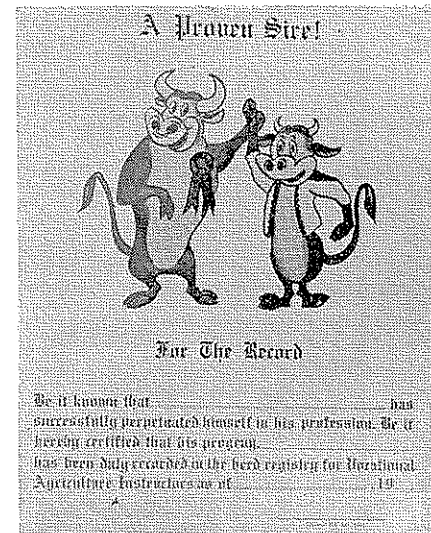 A Proven Sire!
For The Record
Be it known that has
successfully perpetuated himself in his profession. Be it
hereby certified that his progeny
has been duly recorded in the herd registry for Vocational
Agriculture Instructors as of 19